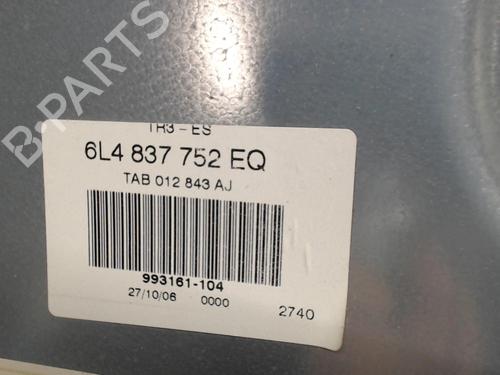 B-PARTS
TR3-ES
6L4 837 752 EQ
TAB 012 843 AJ
993161-104
27/10/06 0000 2740